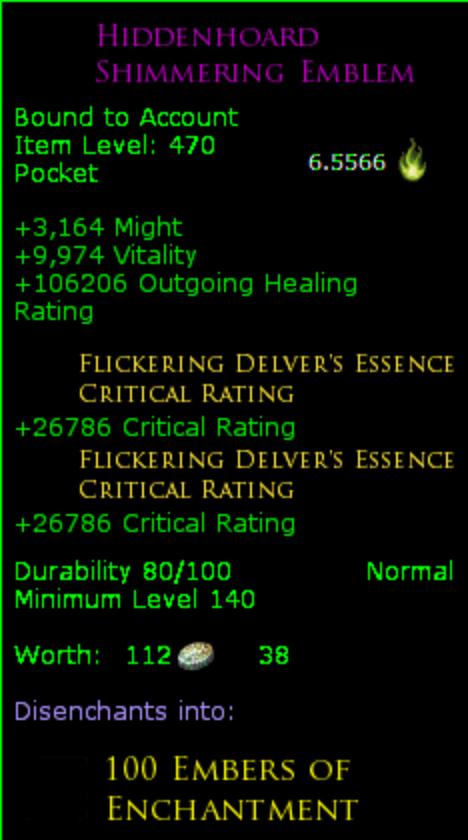 Hiddenhoard
Shimmering Emblem
Bound to Account
Item Level: 470
Pocket
6.5566
+3,164 Might
+9,974 Vitality
+106206 Outgoing Healing
Rating
Flickering Delver's Essence
Critical Rating
+26786 Critical Rating
Flickering Delver's Essence
Critical Rating
+26786 Critical Rating
Durability 80/100 Normal
Minimum Level 140
Worth: 112 38
Disenchants into:
100 Embers of
Enchantment